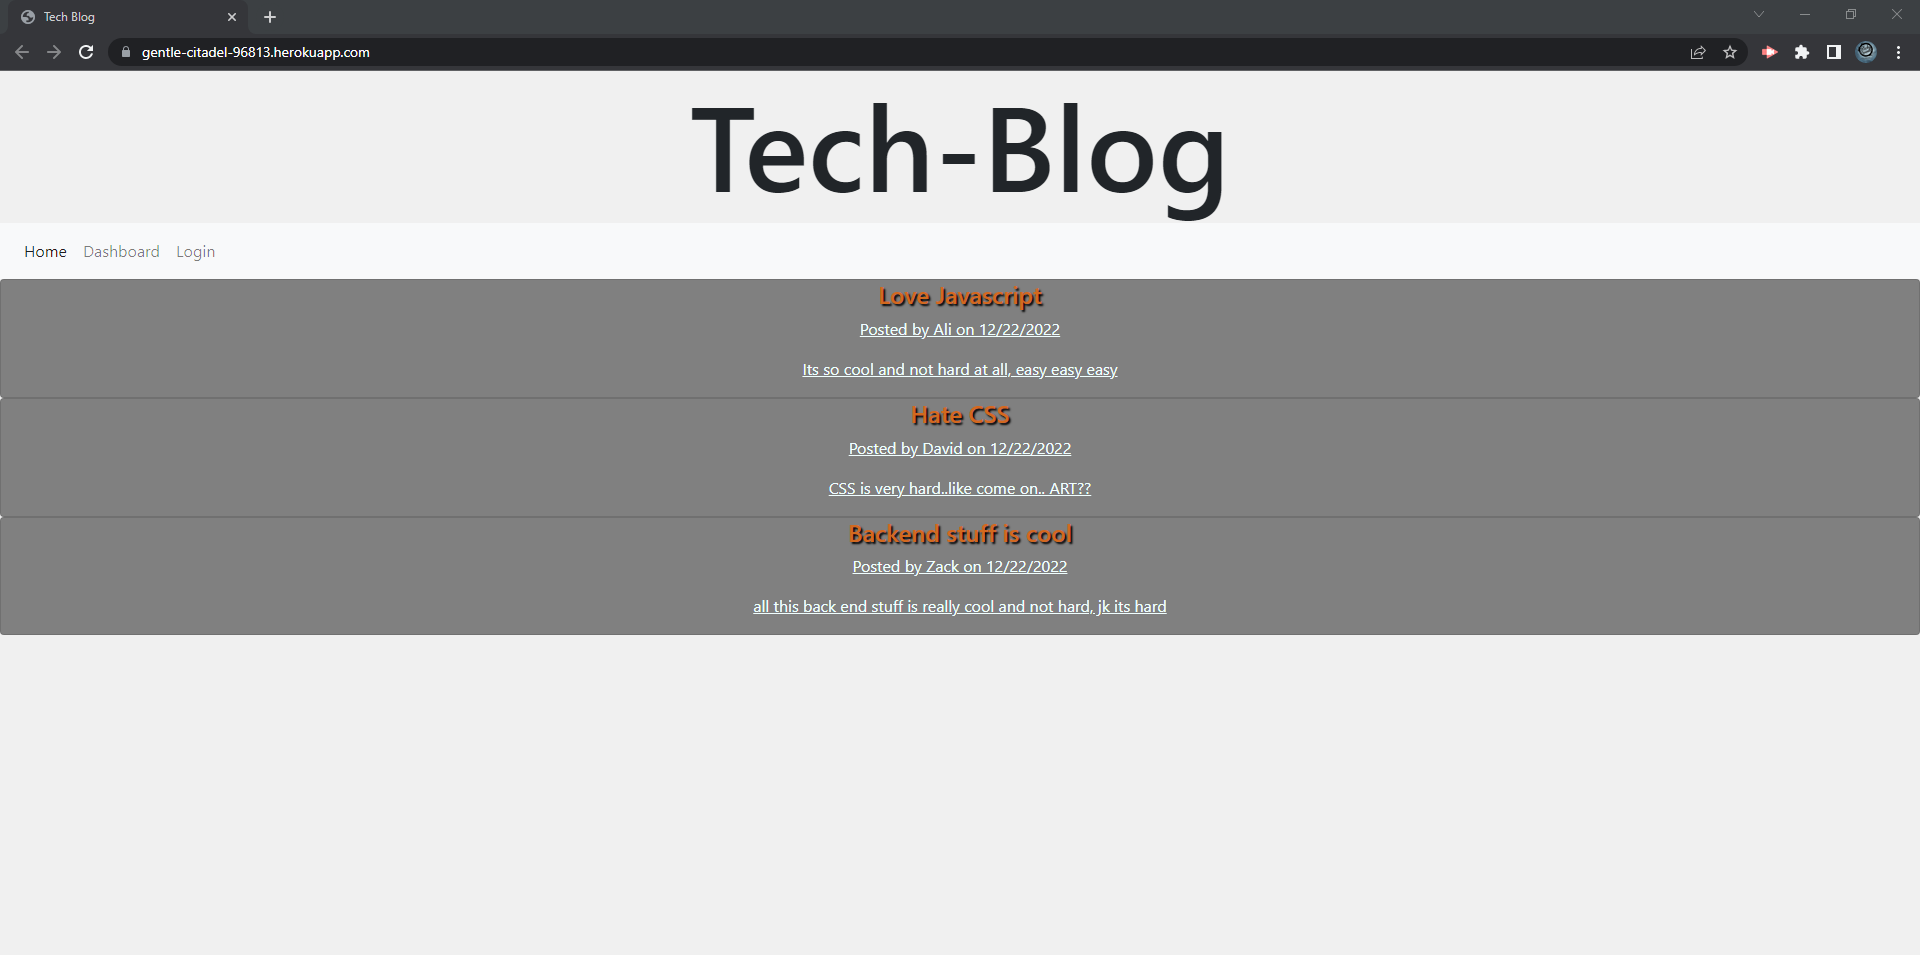 Tech Blog
gentle-citadel-96813.herokuapp.com
Tech-Blog
Home Dashboard Login
Love Javascript
Posted by Ali on 12/22/2022
Its so cool and not hard at all, easy easy easy
Hate CSS
Posted by David on 12/22/2022
CSS is very hard..like come on.. ART??
Backend stuff is cool
Posted by Zack on 12/22/2022
all this back end stuff is really cool and not hard, jk its hard